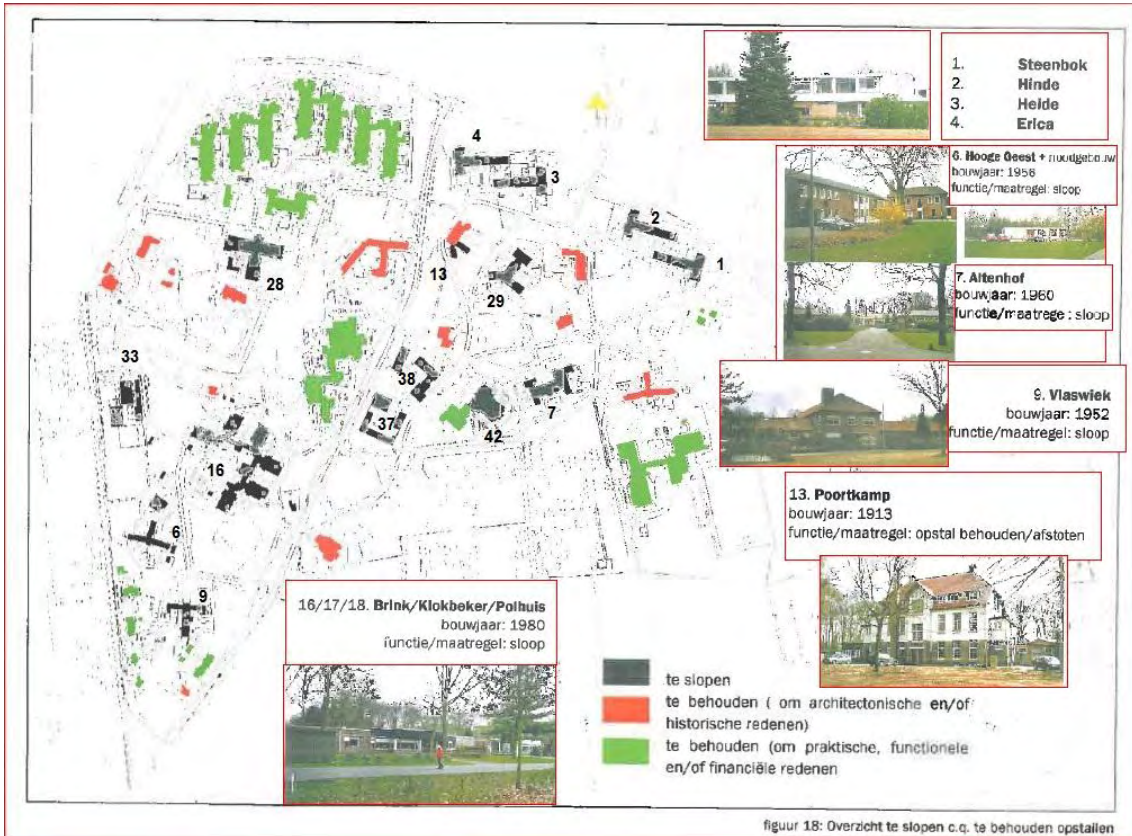 1. Steenbok
2. Hinde
3. Heide
4. Erica
6. Hooge Geest + noodgebouw
bouwjaar: 1956
functie/maatregel: sloop
7. Altenhof
bouwjaar: 1960
functie/maatregel: sloop
9. Vlaswiek
bouwjaar: 1952
functie/maatregel: sloop
13. Poortkamp
bouwjaar: 1913
functie/maatregel: opstal behouden/afstoten
4
3
2
1
13
28
29
33
38
7
37
42
16
6
9
16/17/18. Brink/Klokbeker/Polhuis
bouwjaar: 1980
functie/maatregel: sloop
te slopen
te behouden ( om architectonische en/of
historische redenen)
te behouden (om praktische, functionele
en/of financiële redenen
figuur 18: Overzicht te slopen c.q. te behouden opstallen